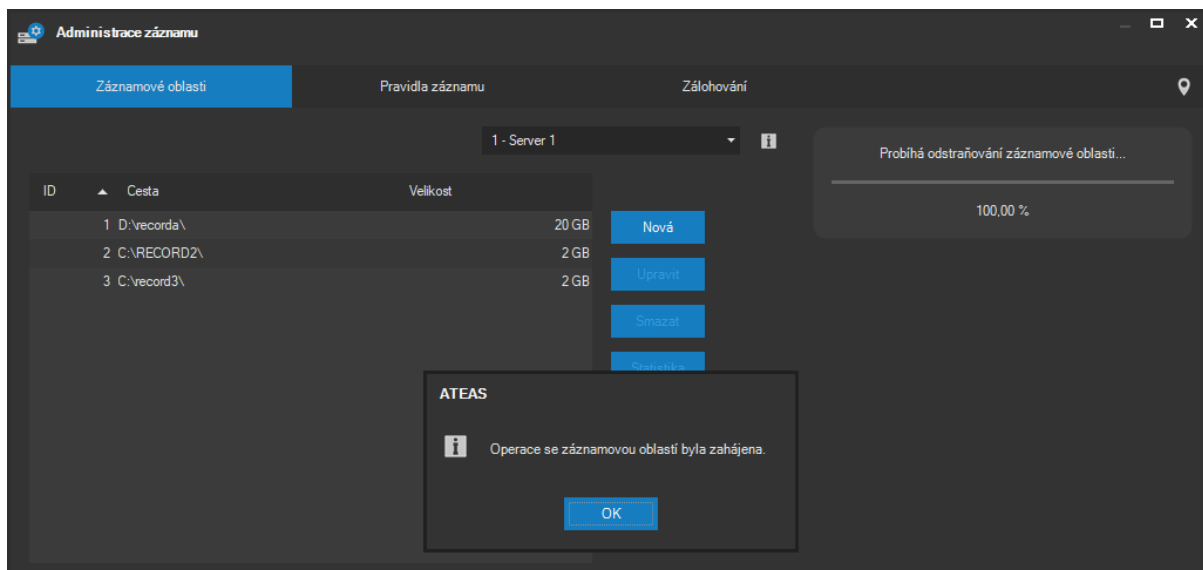 Administrace záznamu
Záznamové oblasti Pravidla záznamu Zálohování
1 - Server 1
Probíhá odstraňování záznamové oblasti...
100,00 %
ID Cesta Velikost
1 D:\recorda\ 20 GB
2 C:\RECORD2\ 2 GB
3 C:\record3\ 2 GB
Nová
Upravit
Smazat
Statistika
ATEAS
Operace se záznamovou oblastí byla zahájena.
OK